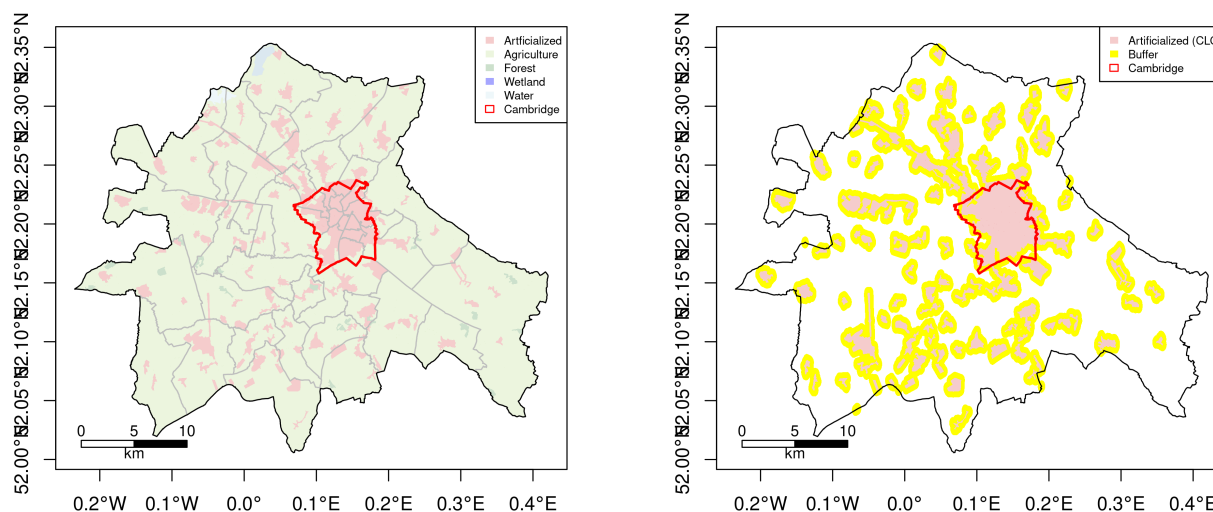 Artficialized
Agriculture
Forest
Wetland
Water
Cambridge
52.35°N
52.30°N
52.25°N
52.20°N
52.15°N
52.10°N
52.05°N
52.00°N
0 5 10
km
0.2°W 0.1°W 0.0° 0.1°E 0.2°E 0.3°E 0.4°E
Artificialized (CLC
Buffer
Cambridge
52.35°N
52.30°N
52.25°N
52.20°N
52.15°N
52.10°N
52.05°N
52.00°N
0 5 10
km
0.2°W 0.1°W 0.0° 0.1°E 0.2°E 0.3°E 0.4°E